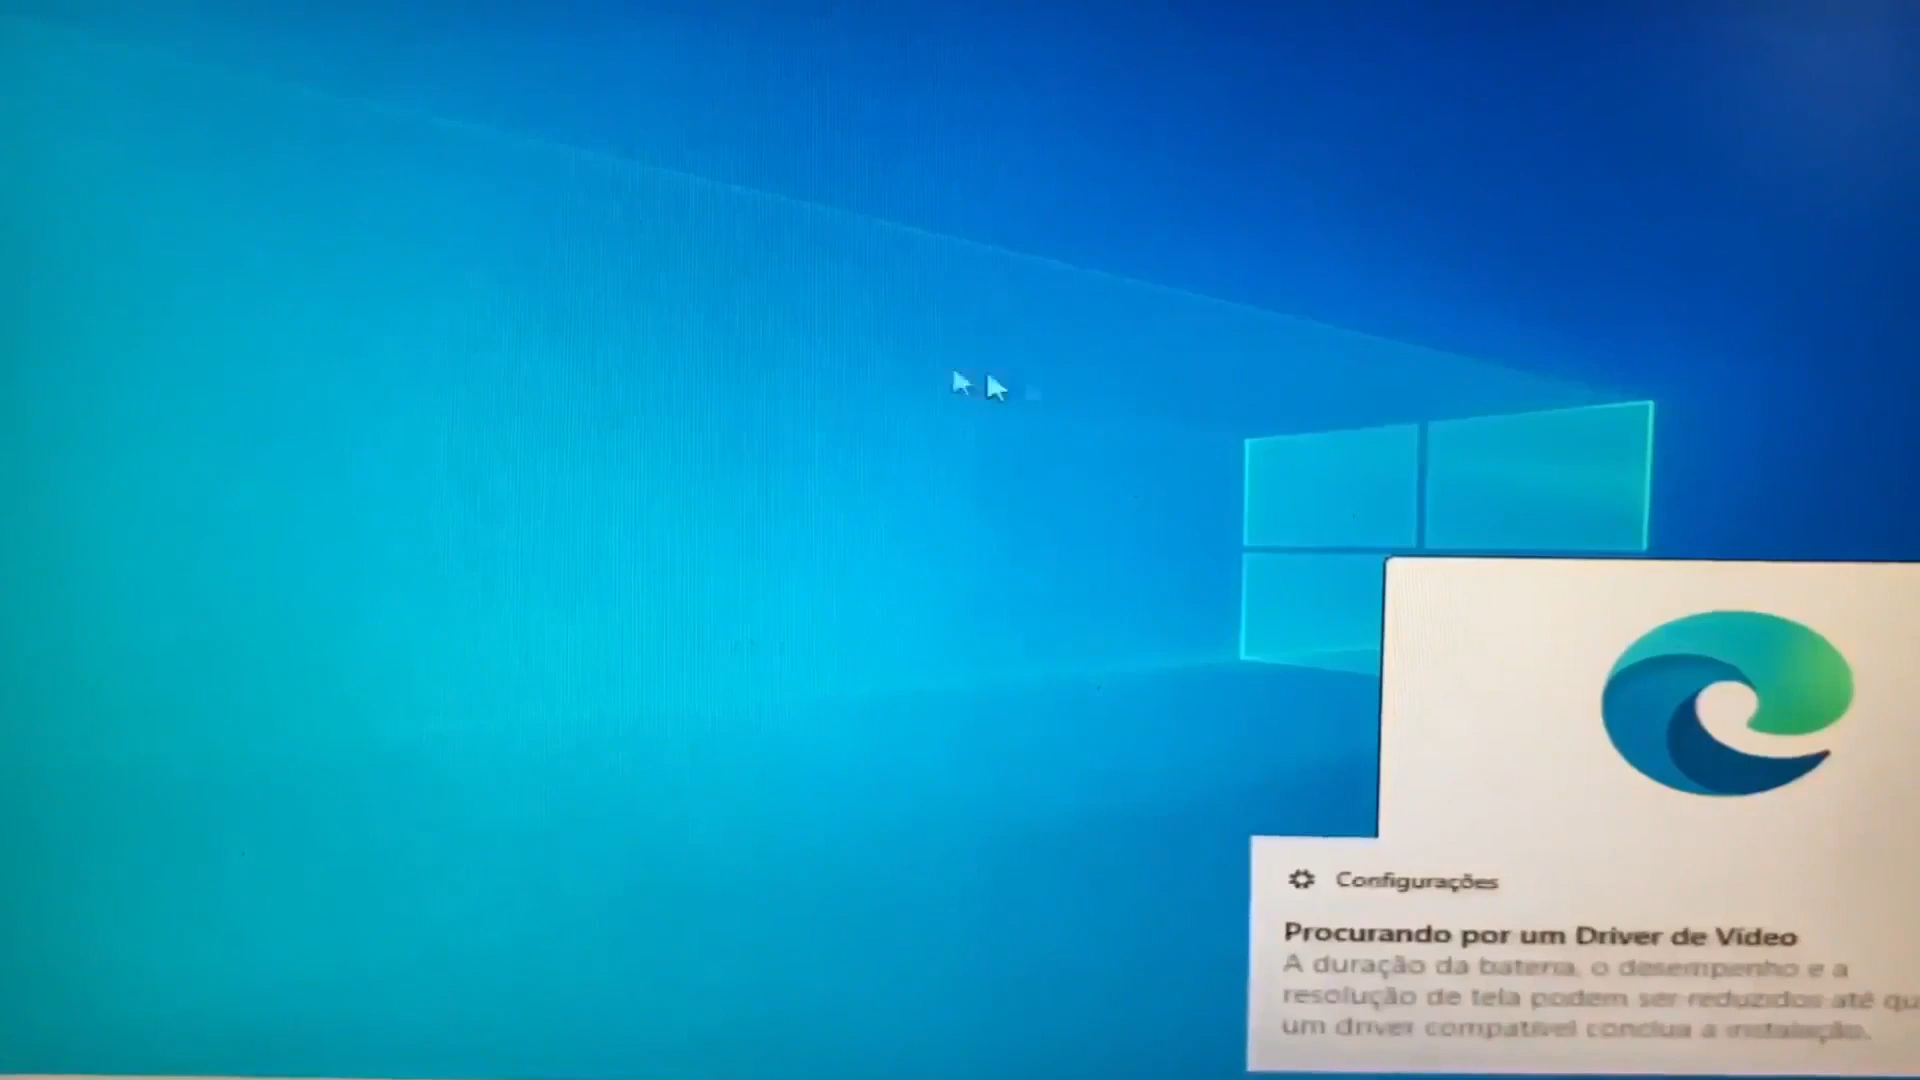 Configurações
Procurando por um Driver de Vídeo
A duração da bateria, o desempenho e a
resolução de tela podem ser reduzidos até qu
um driver compatível conclua a instalação.